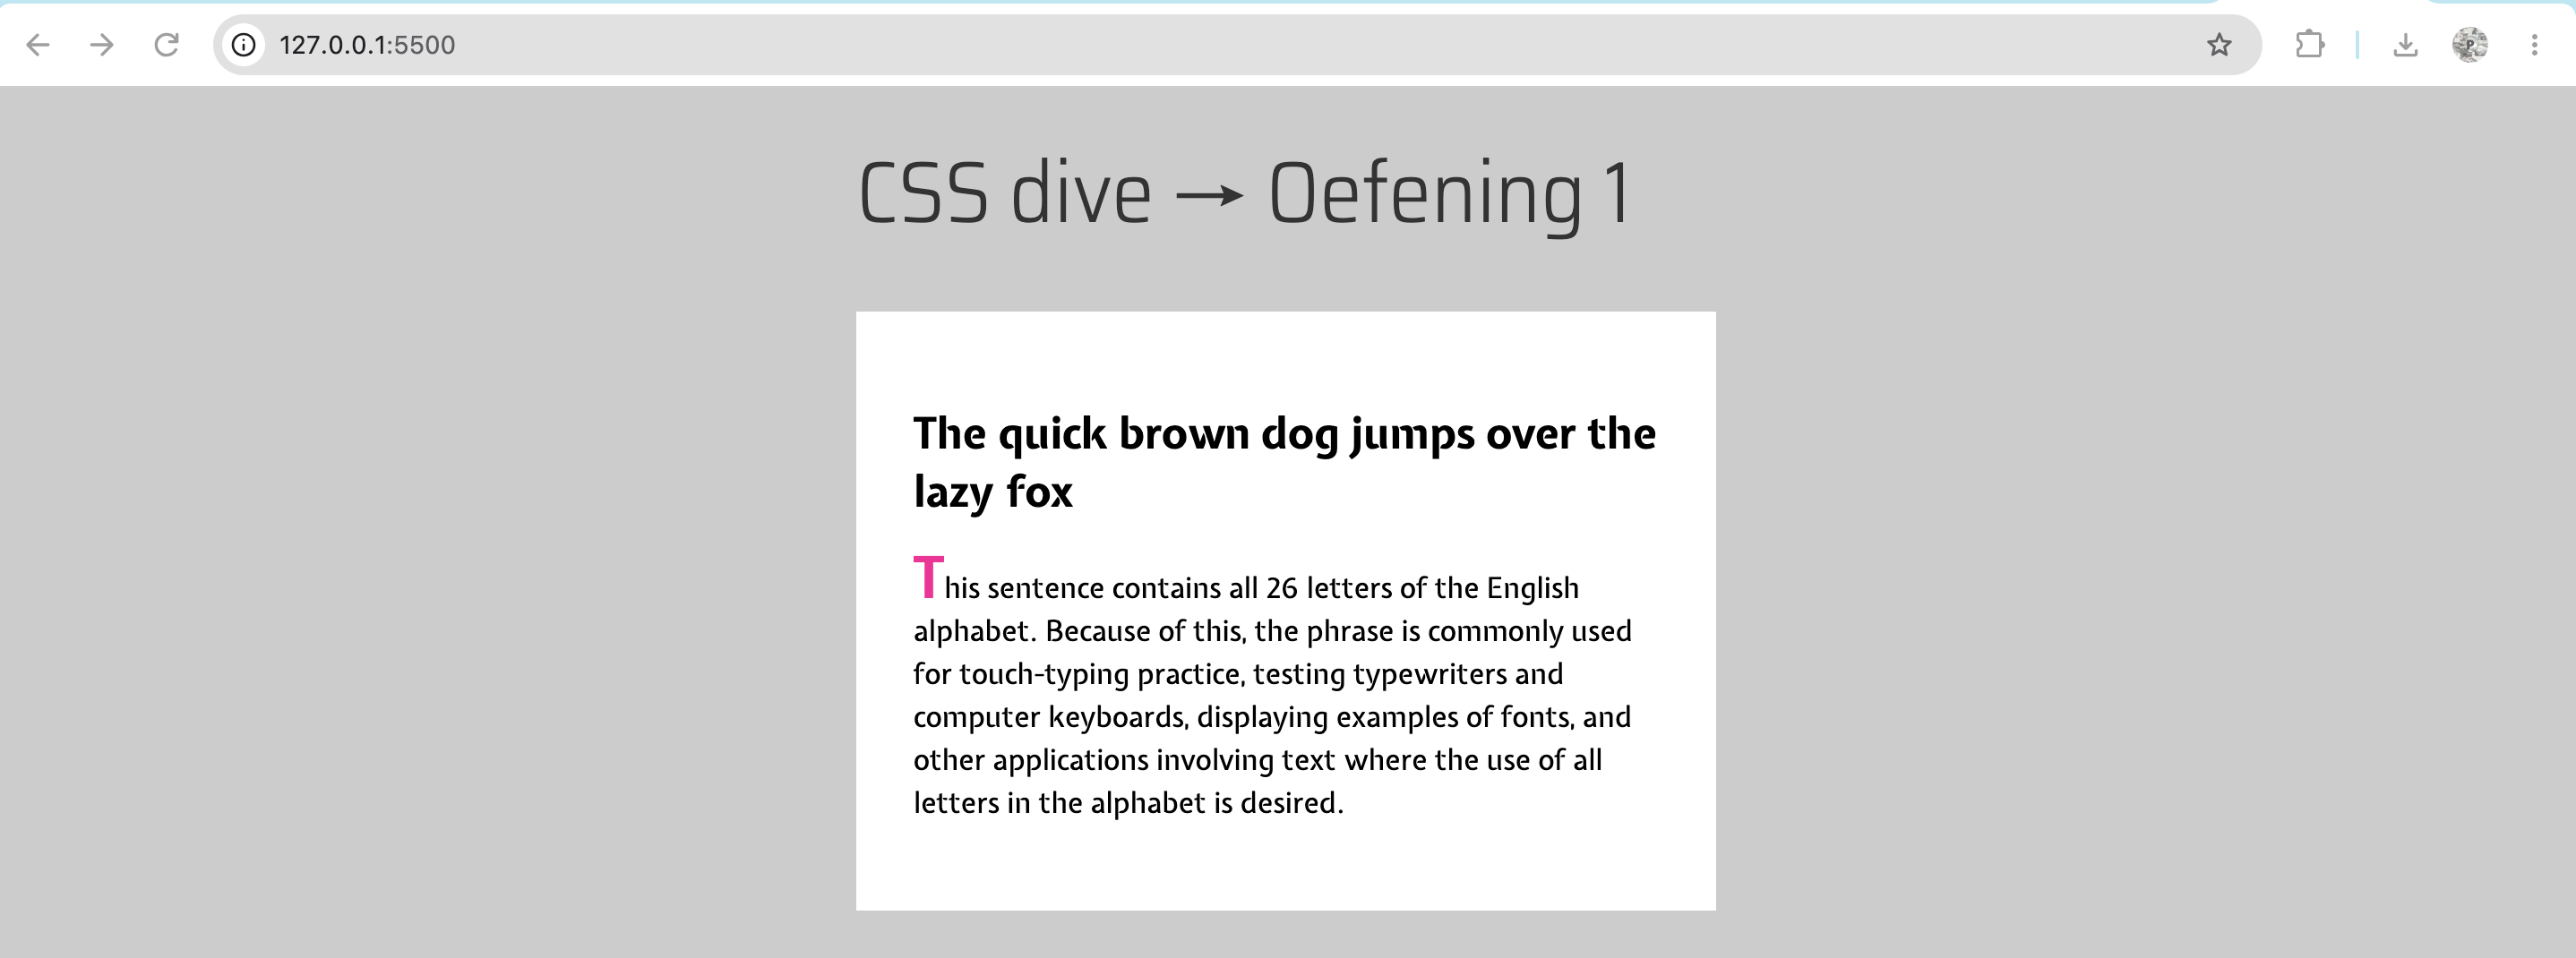 127.0.0.1:5500
P
CSS dive → Oefening 1
The quick brown dog jumps over the
lazy fox
This sentence contains all 26 letters of the English
alphabet. Because of this, the phrase is commonly used
for touch-typing practice, testing typewriters and
computer keyboards, displaying examples of fonts, and
other applications involving text where the use of all
letters in the alphabet is desired.